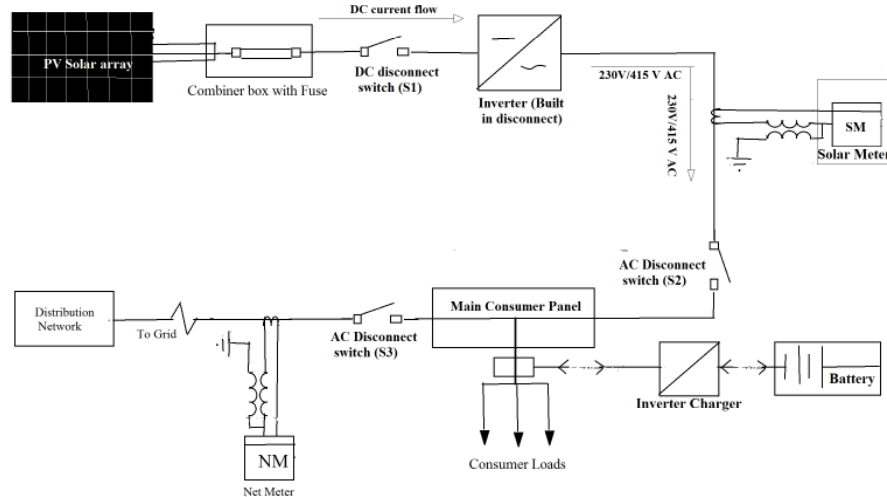 DC current flow
PV Solar array
Combiner box with Fuse
DC disconnect
switch (S1)
Inverter (Built
in disconnect)
230V/415 V AC
230V/415 V AC
SM
Solar Meter
AC Disconnect
switch (S2)
Distribution
Network
To Grid
AC Disconnect
switch (S3)
Main Consumer Panel
Inverter Charger
Battery
Consumer Loads
NM
Net Meter